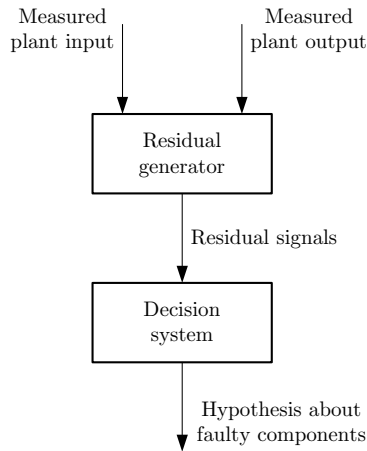 Measured
plant input
Measured
plant output
Residual
generator
Residual signals
Decision
system
Hypothesis about
faulty components